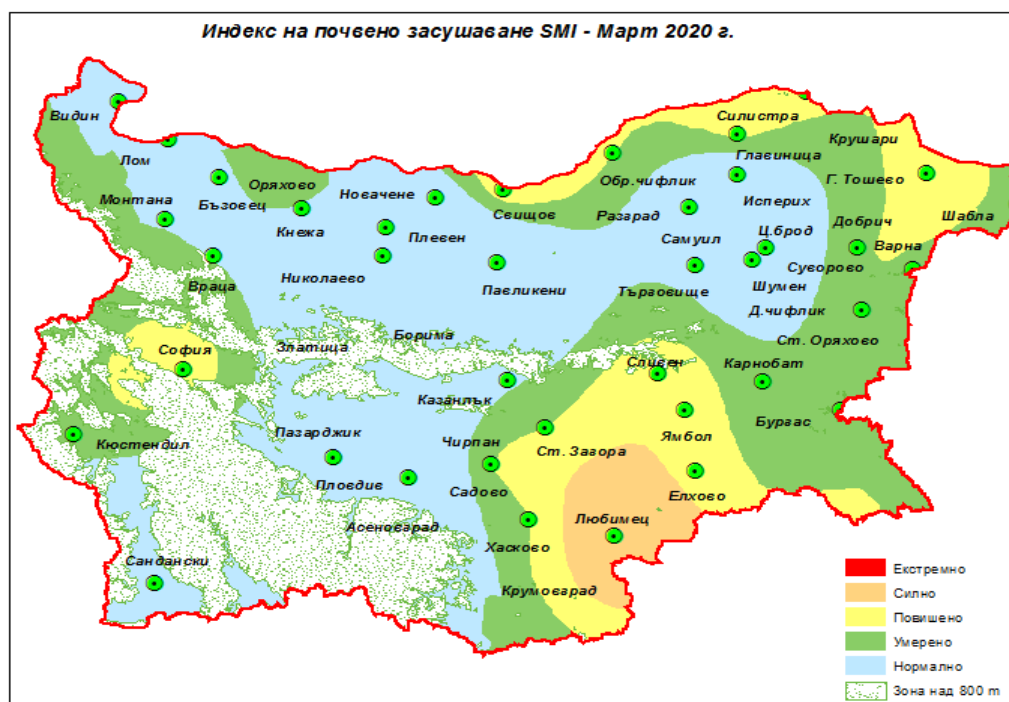 Индекс на почвено засушаване SMI - Март 2020 г.
Видин
Силистра
Крушари
Лом
Главиница
Обр.чифлик
Г. Тошево
Оряхово
Новачене
Монтана
Бъзовец
Свищов
Разград
Исперих
Шабла
Кнежа
Плевен
Самуил
Ц.брод
Добрич
Варна
Николаево
Враца
Павликени
Търговище
Шумен
Суворово
Д.чифлик
Борима
Ст. Оряхово
София
Златица
Сливен
Карнобат
Казанлък
Бургас
Ямбол
Кюстендил
Пазарджик
Чирпан
Ст. Загора
Пловдив
Садово
Елхово
Асеновград
Любимец
Хасково
Сандански
Крумовград
Екстремно
Силно
Повишено
Умерено
Нормално
Зона над 800 m